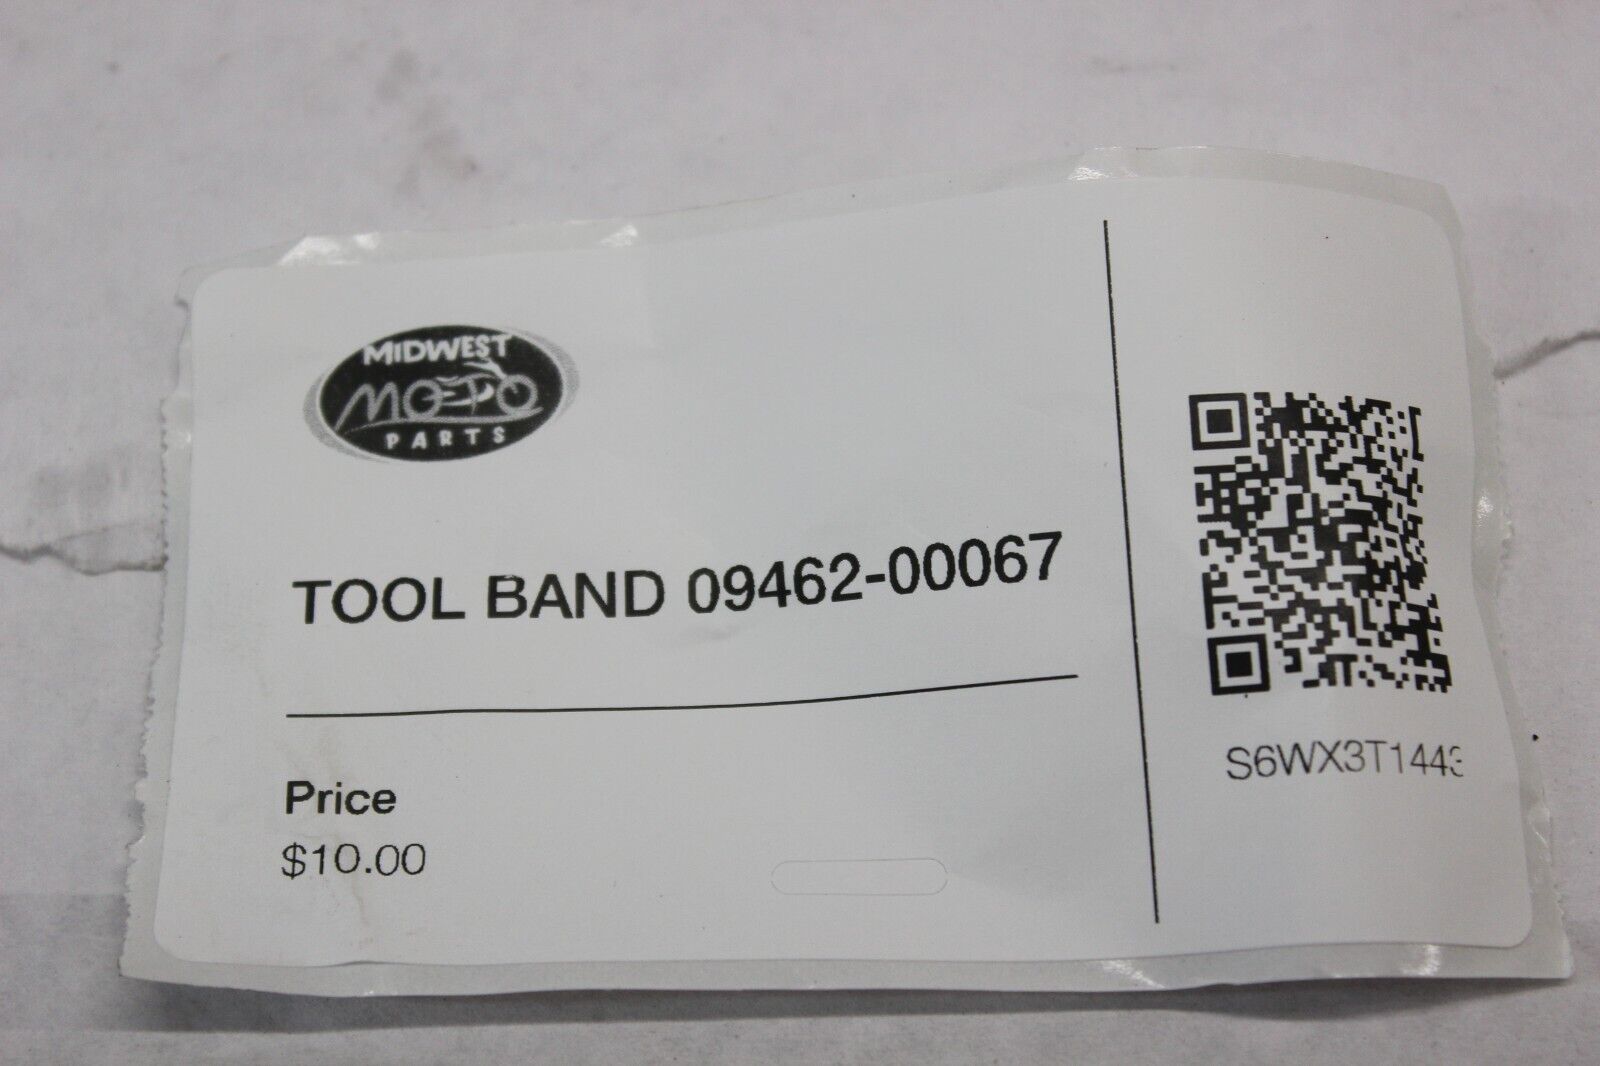 MIDWEST
MOTO
PARTS
TOOL BAND 09462-00067
Price
$10.00
S6WX3T1443